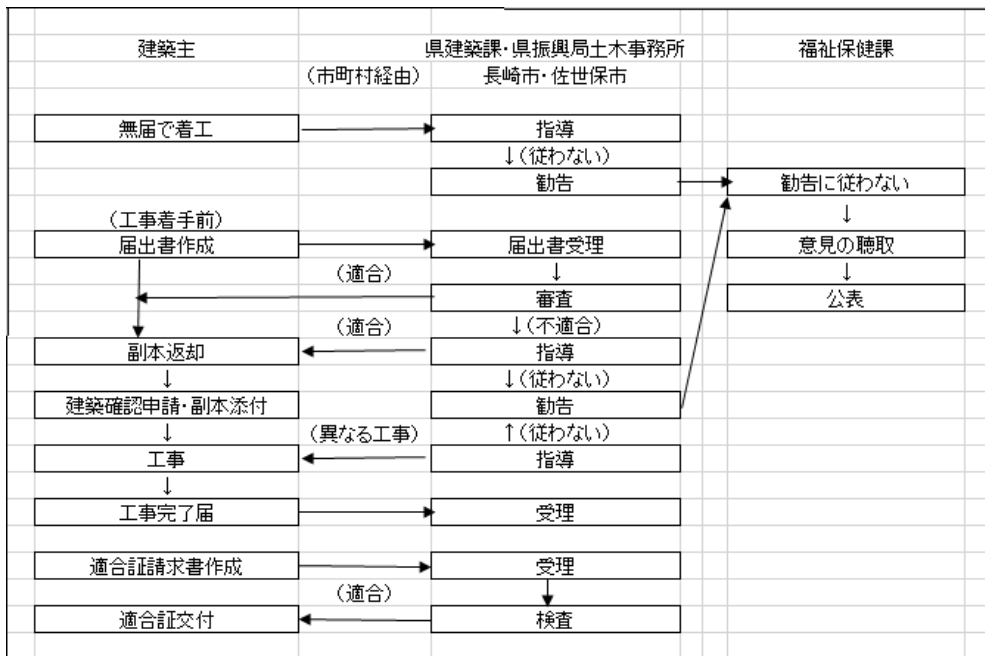 建築主 県建築課・県振興局土木事務所 福祉保健課
（市町村経由） 長崎市・佐世保市
無届で着工 指導
↓（従わない）
勧告 勧告に従わない
（工事着手前） ↓
届出書作成 届出書受理 意見の聴取
（適合） ↓ ↓
審査 公表
（適合） ↓（不適合）
副本返却 指導
↓ ↓（従わない）
建築確認申請・副本添付 勧告
↓ （異なる工事） ↑（従わない）
工事 指導
↓
工事完了届 受理
適合証請求書作成 受理
（適合）
適合証交付 検査